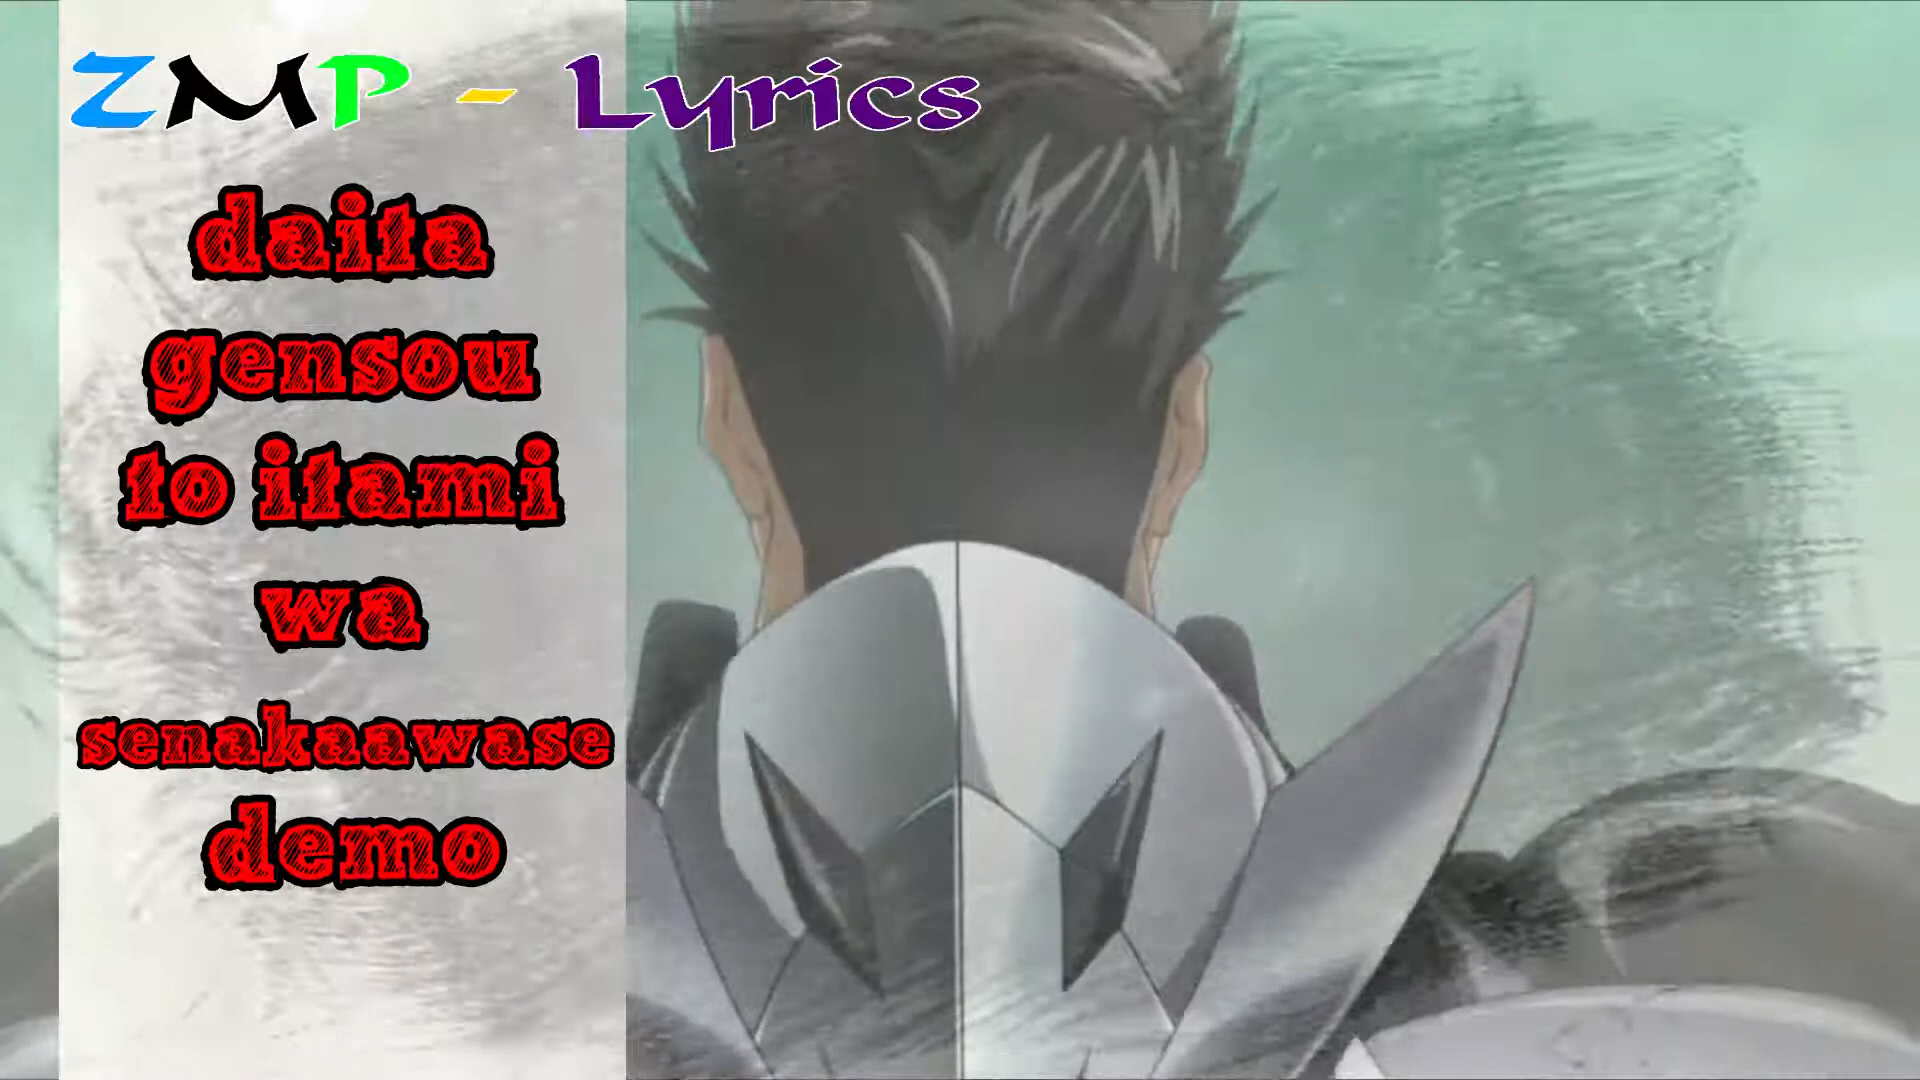 ZMP - Lyrics
daita
gensou
to itami
wa
senakaawase
demo